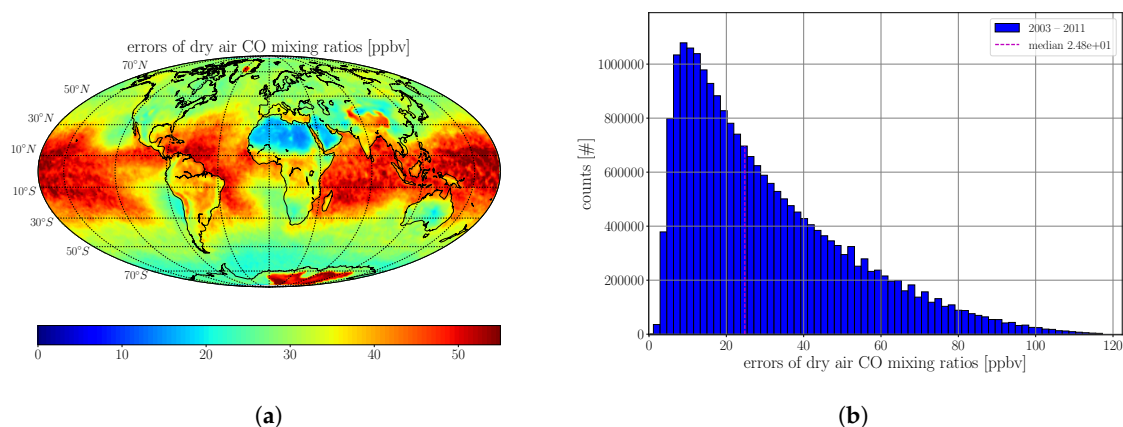 errors of dry air CO mixing ratios [ppbv]
70°N
50°N
30°N
10°N
10°S
30°S
50°S
70°S
0 10 20 30 40 50
(a)
counts [#]
1000000
800000
600000
400000
200000
0
2003 – 2011
median 2.48e+01
0 20 40 60 80 100 120
errors of dry air CO mixing ratios [ppbv]
(b)